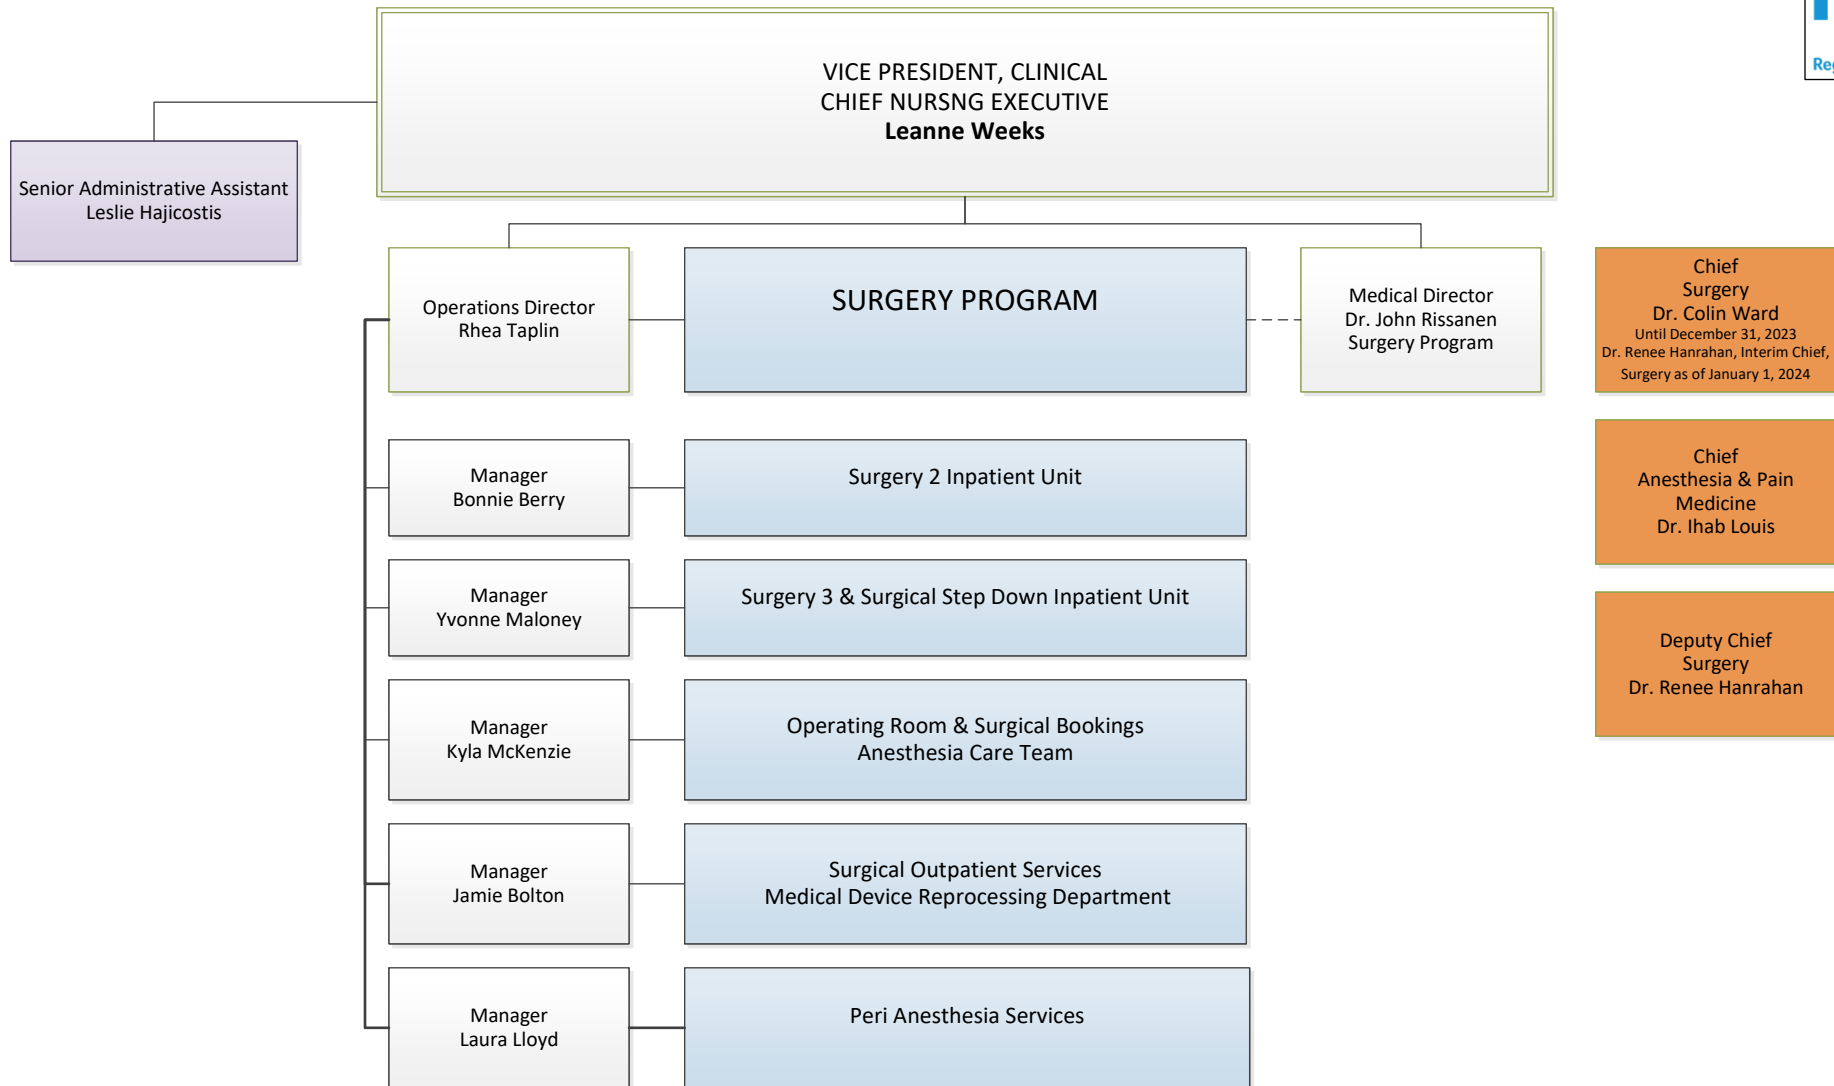 Reg
VICE PRESIDENT, CLINICAL
CHIEF NURSNG EXECUTIVE
Leanne Weeks
Senior Administrative Assistant
Leslie Hajicostis
Operations Director
Rhea Taplin
SURGERY PROGRAM
Medical Director
Dr. John Rissanen
Surgery Program
Chief
Surgery
Dr. Colin Ward
Until December 31, 2023
Dr. Renee Hanrahan, Interim Chief,
Surgery as of January 1, 2024
Manager
Bonnie Berry
Surgery 2 Inpatient Unit
Chief
Anesthesia & Pain
Medicine
Dr. Ihab Louis
Manager
Yvonne Maloney
Surgery 3 & Surgical Step Down Inpatient Unit
Deputy Chief
Surgery
Dr. Renee Hanrahan
Manager
Kyla McKenzie
Operating Room & Surgical Bookings
Anesthesia Care Team
Manager
Jamie Bolton
Surgical Outpatient Services
Medical Device Reprocessing Department
Manager
Laura Lloyd
Peri Anesthesia Services